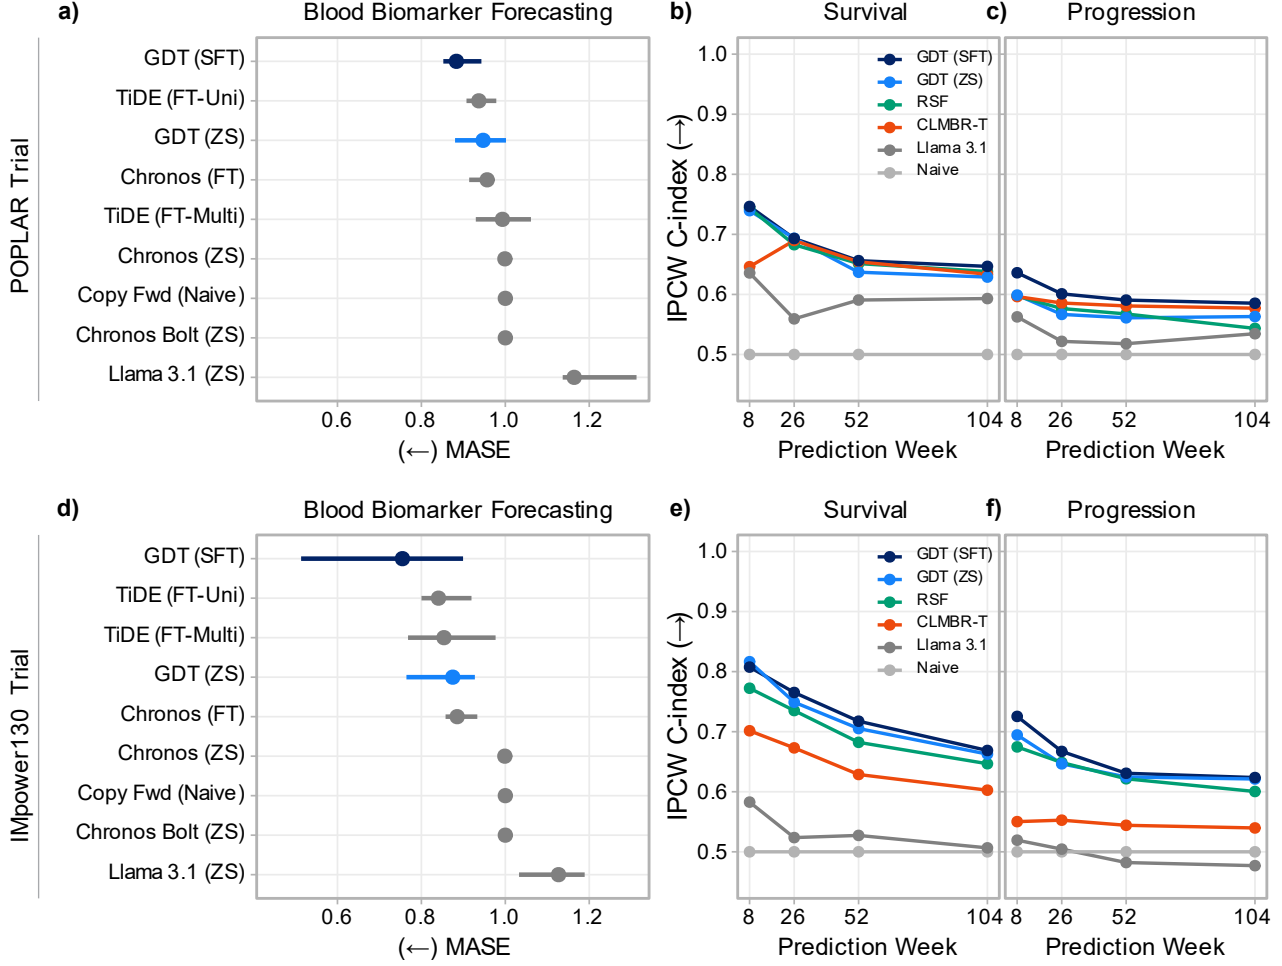 a)
Blood Biomarker Forecasting
POPLAR Trial
GDT (SFT)
TiDE (FT-Uni)
GDT (ZS)
Chronos (FT)
TiDE (FT-Multi)
Chronos (ZS)
Copy Fwd (Naive)
Chronos Bolt (ZS)
Llama 3.1 (ZS)
0.6 0.8 1.0 1.2
(←) MASE
b)
Survival
IPCW C-index (→)
1.0
0.9
0.8
0.7
0.6
0.5
GDT (SFT)
GDT (ZS)
RSF
CLMBR-T
Llama 3.1
Naive
8 26 52 104
Prediction Week
c)
Progression
8 26 52 104
Prediction Week
d)
Blood Biomarker Forecasting
IMpower130 Trial
GDT (SFT)
TiDE (FT-Uni)
TiDE (FT-Multi)
GDT (ZS)
Chronos (FT)
Chronos (ZS)
Copy Fwd (Naive)
Chronos Bolt (ZS)
Llama 3.1 (ZS)
0.6 0.8 1.0 1.2
(←) MASE
e)
Survival
IPCW C-index (→)
1.0
0.9
0.8
0.7
0.6
0.5
GDT (SFT)
GDT (ZS)
RSF
CLMBR-T
Llama 3.1
Naive
8 26 52 104
Prediction Week
f)
Progression
8 26 52 104
Prediction Week